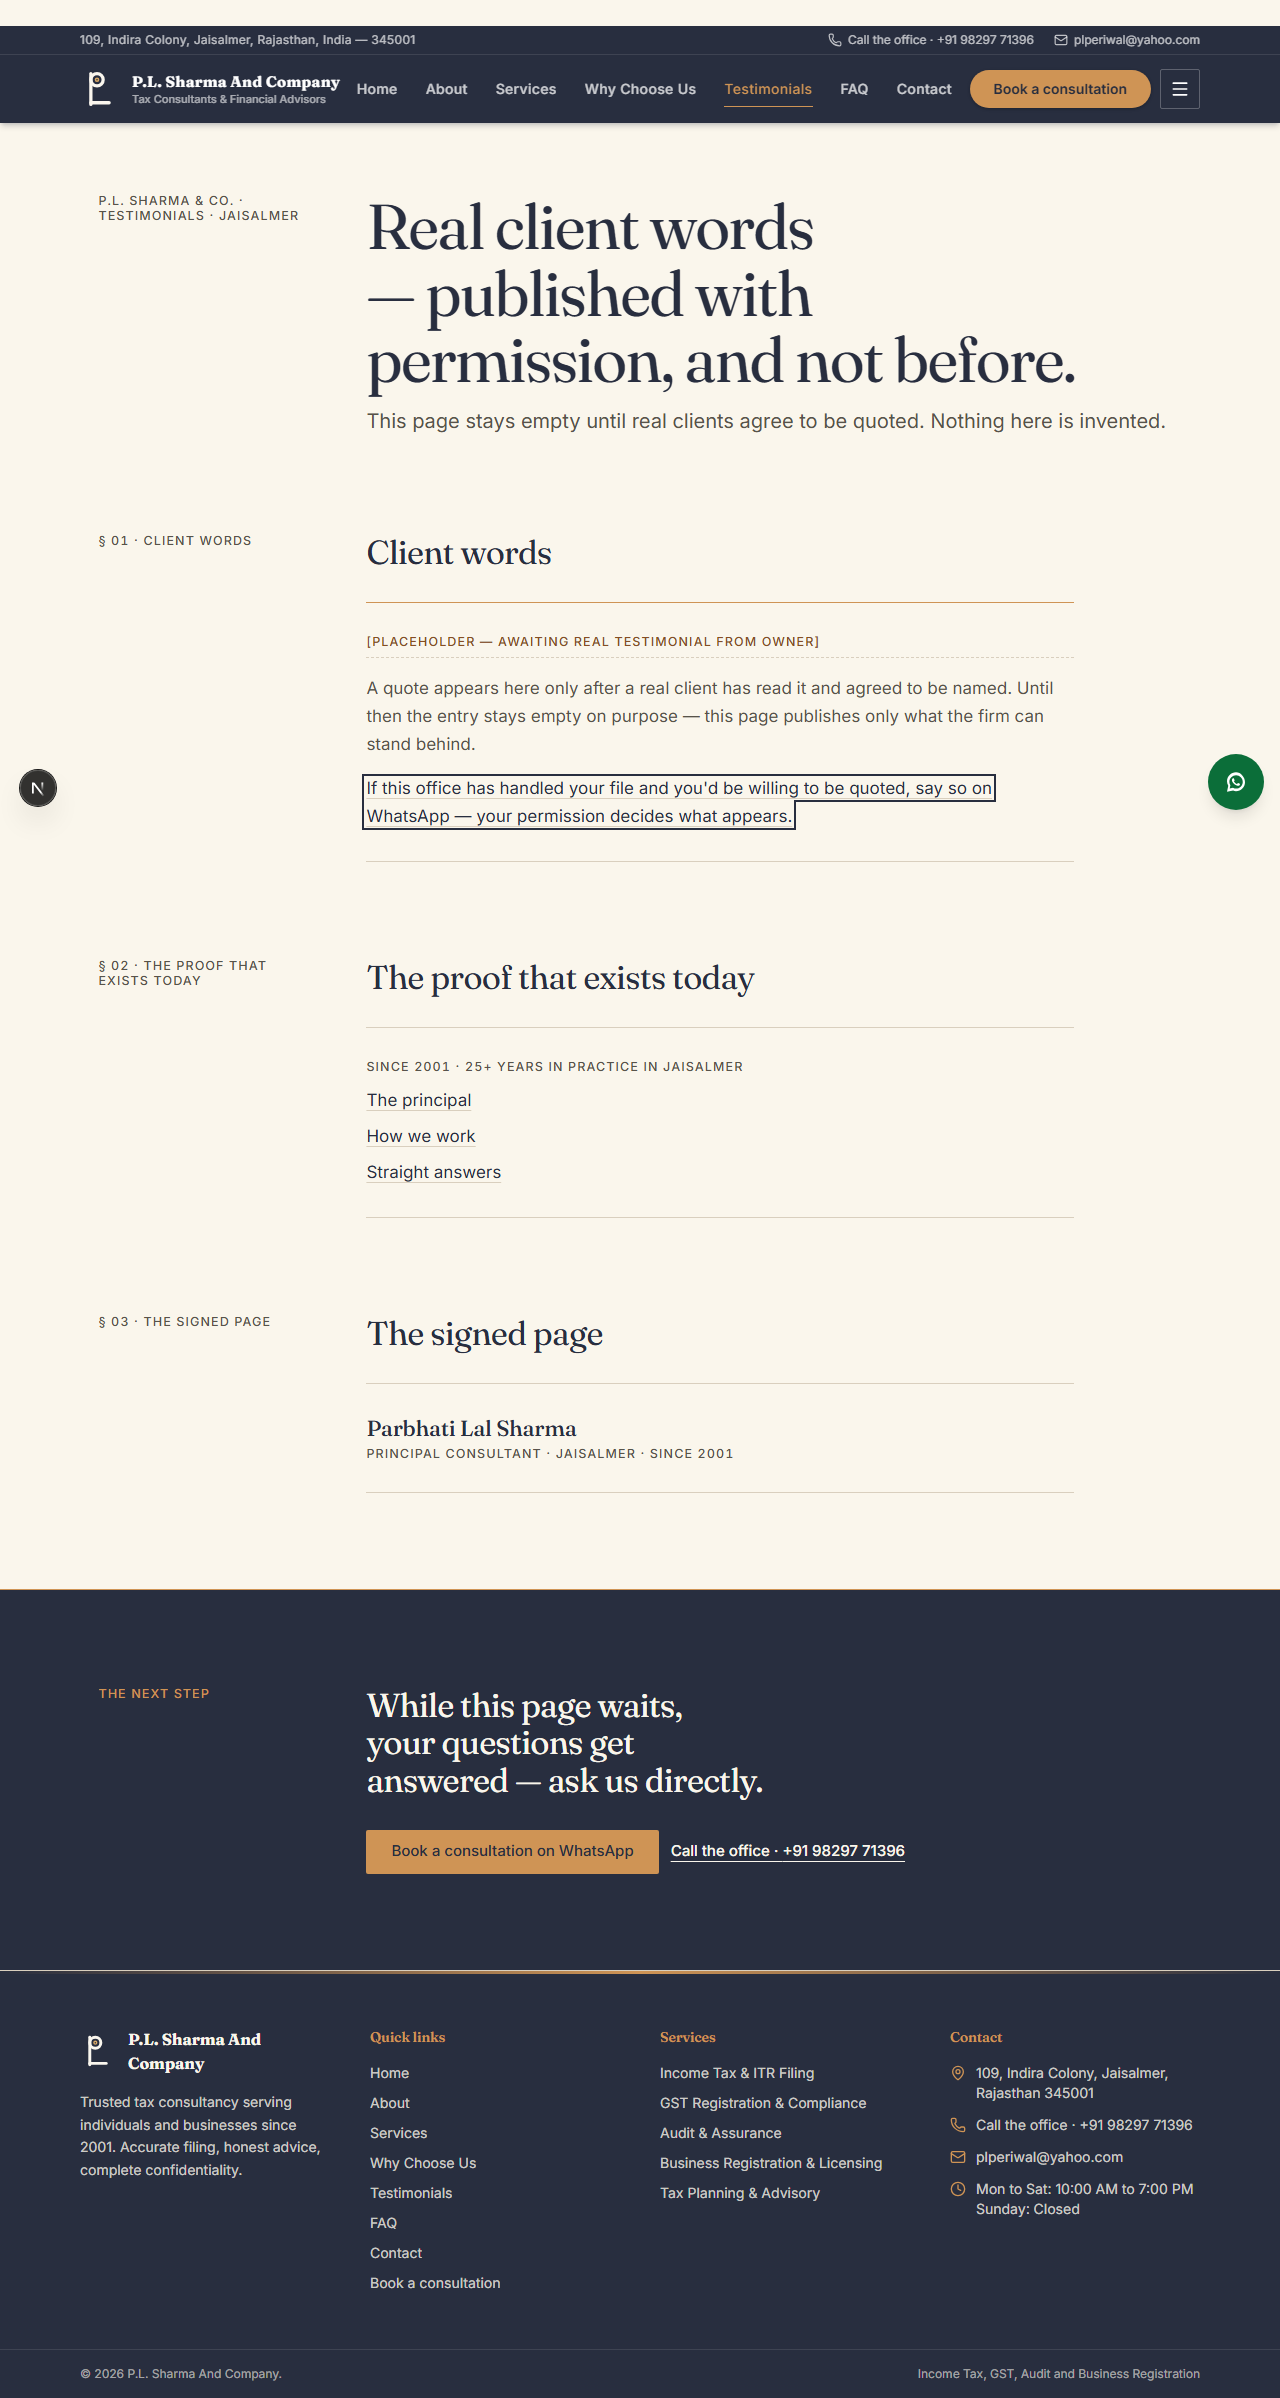 109, Indira Colony, Jaisalmer, Rajasthan, India — 345001
Call the office · +91 98297 71396
plperiwal@yahoo.com
P.L. Sharma And Company
Tax Consultants & Financial Advisors
Home
About
Services
Why Choose Us
Testimonials
FAQ
Contact
Book a consultation
P.L. SHARMA & CO. ·
TESTIMONIALS · JAISALMER
Real client words
— published with
permission, and not before.
This page stays empty until real clients agree to be quoted. Nothing here is invented.
§ 01 · CLIENT WORDS
Client words
[PLACEHOLDER — AWAITING REAL TESTIMONIAL FROM OWNER]
A quote appears here only after a real client has read it and agreed to be named. Until
then the entry stays empty on purpose — this page publishes only what the firm can
stand behind.
If this office has handled your file and you'd be willing to be quoted, say so on
WhatsApp — your permission decides what appears.
N
§ 02 · THE PROOF THAT
EXISTS TODAY
The proof that exists today
SINCE 2001 · 25+ YEARS IN PRACTICE IN JAISALMER
The principal
How we work
Straight answers
§ 03 · THE SIGNED PAGE
The signed page
Parbhati Lal Sharma
PRINCIPAL CONSULTANT · JAISALMER · SINCE 2001
THE NEXT STEP
While this page waits,
your questions get
answered — ask us directly.
Book a consultation on WhatsApp
Call the office · +91 98297 71396
P.L. Sharma And
Company
Trusted tax consultancy serving
individuals and businesses since
2001. Accurate filing, honest advice,
complete confidentiality.
Quick links
Home
About
Services
Why Choose Us
Testimonials
FAQ
Contact
Book a consultation
Services
Income Tax & ITR Filing
GST Registration & Compliance
Audit & Assurance
Business Registration & Licensing
Tax Planning & Advisory
Contact
109, Indira Colony, Jaisalmer,
Rajasthan 345001
Call the office · +91 98297 71396
plperiwal@yahoo.com
Mon to Sat: 10:00 AM to 7:00 PM
Sunday: Closed
© 2026 P.L. Sharma And Company.
Income Tax, GST, Audit and Business Registration